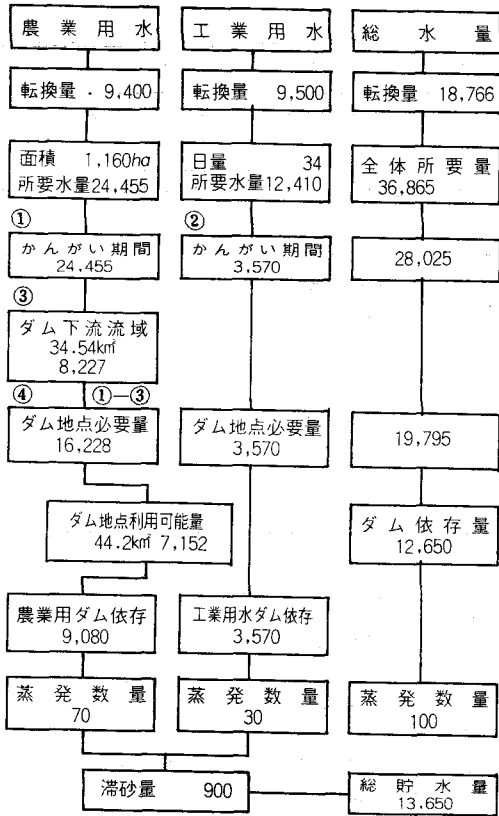 農業用水
工業用水
総水量
転換量 . 9,400
転換量 9,500
転換量 18,766
面積 1,160ha
所要水量24,455
日量 34
所要水量12,410
全体所要量
36,865
①
②
かんがい期間
24,455
かんがい期間
3,570
28,025
③
ダム下流流域
34.54k㎡
8,227
④ ①―③
ダム地点必要量
16,228
ダム地点必要量
3,570
19,795
ダム地点利用可能量
44.2k㎡ 7,152
ダム依存量
12,650
農業用ダム依存
9,080
工業用水ダム依存
3,570
蒸発数量
70
蒸発数量
30
蒸発数量
100
滞砂量 900
総貯水量
13,650